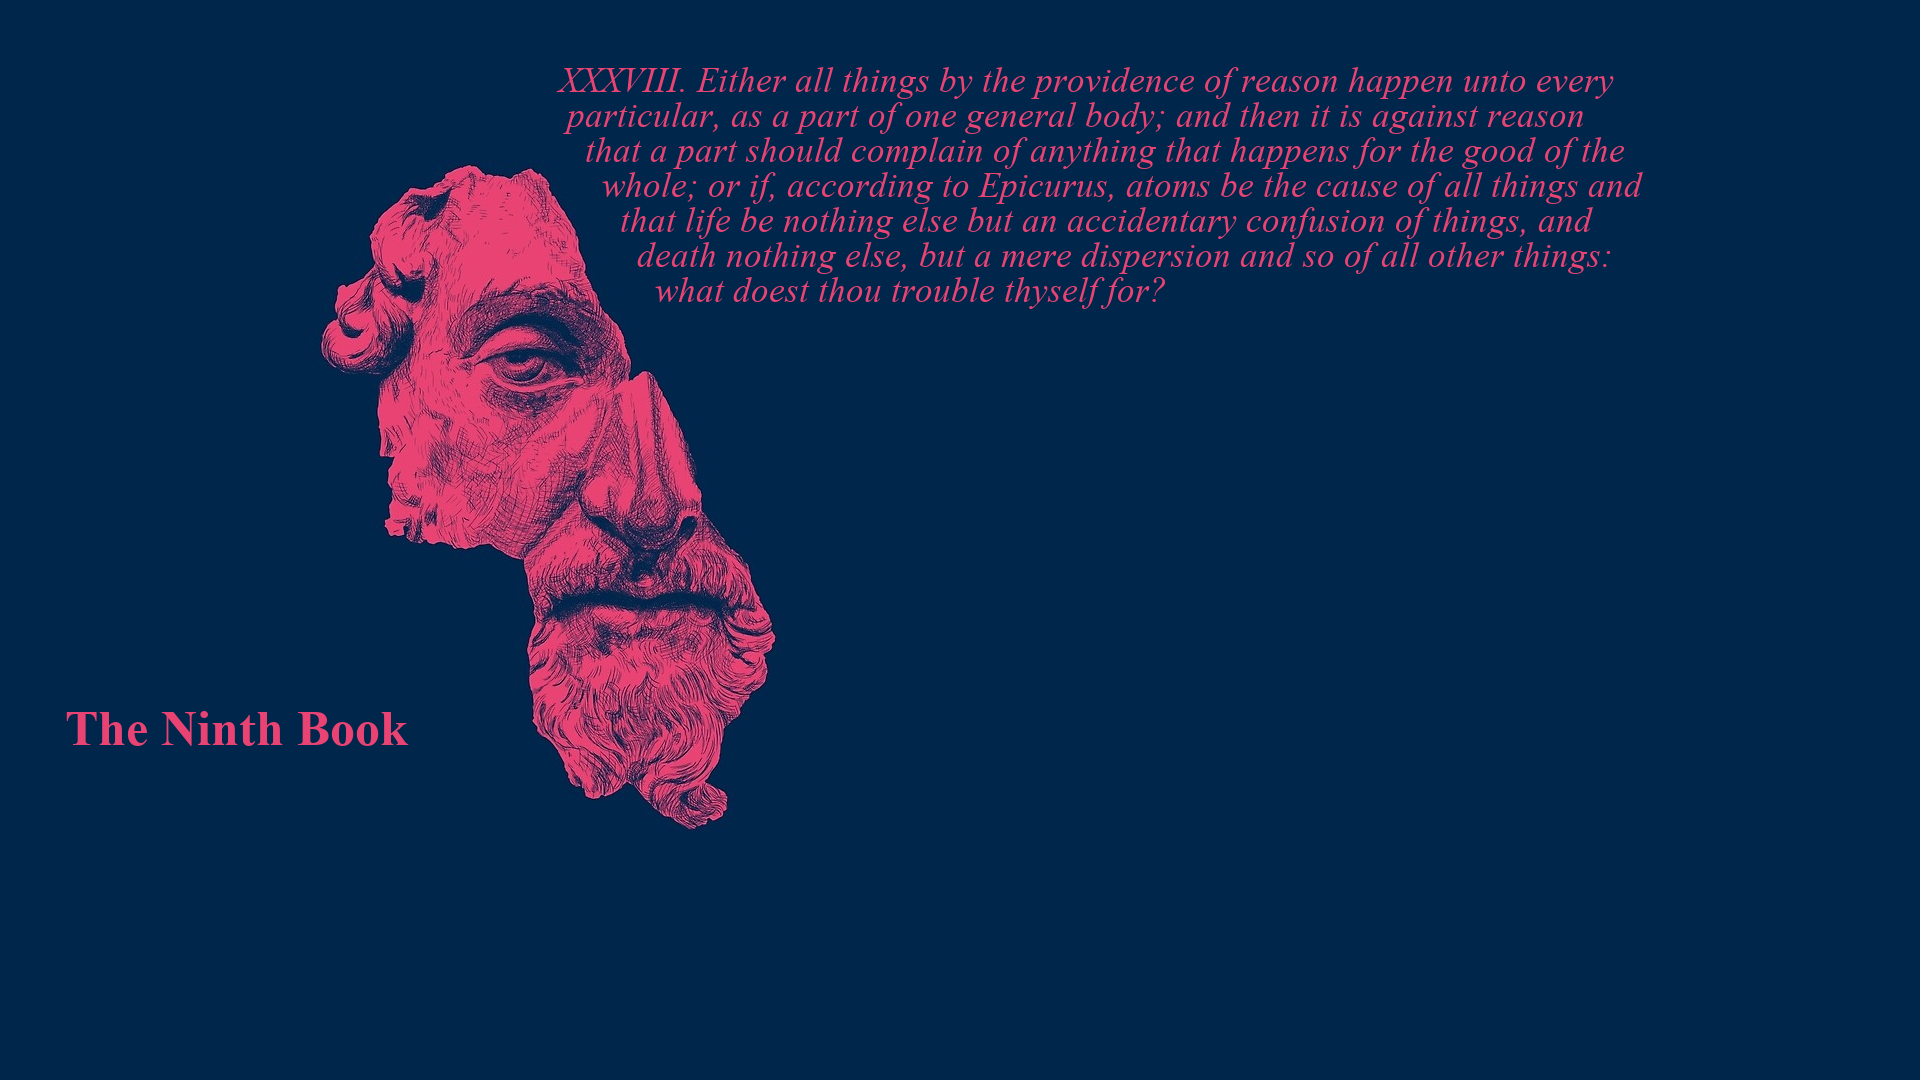 XXXVIII. Either all things by the providence of reason happen unto every
particular, as a part of one general body; and then it is against reason
that a part should complain of anything that happens for the good of the
whole; or if, according to Epicurus, atoms be the cause of all things and
that life be nothing else but an accidentary confusion of things, and
death nothing else, but a mere dispersion and so of all other things:
what doest thou trouble thyself for?
The Ninth Book